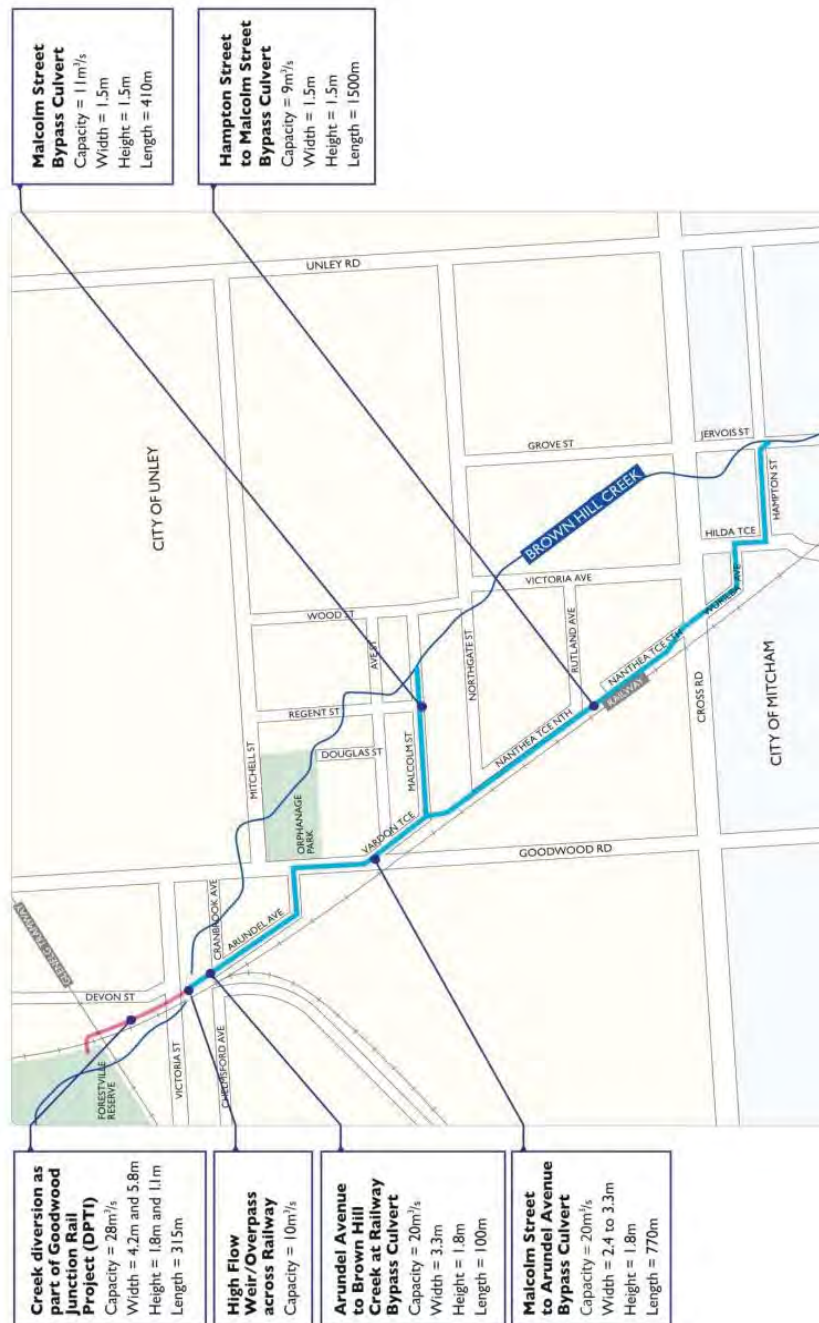 Malcolm Street
Bypass Culvert
Capacity = 11m³/s
Width = 1.5m
Height = 1.5m
Length = 410m
Hampton Street
to Malcolm Street
Bypass Culvert
Capacity = 9m³/s
Width = 1.5m
Height = 1.5m
Length = 1500m
UNLEY RD
CITY OF UNLEY
GROVE ST
JERVOIS ST
BROWN HILL CREEK
HAMPTON ST
HILDA TCE
VICTORIA AVE
WOOD ST
AVE ST
NORTHGATE ST
RUTLAND AVE
WURILBA AVE
NANTHEA TCE STH
RAILWAY
CROSS RD
CITY OF MITCHAM
REGENT ST
MITCHELL ST
DOUGLAS ST
MALCOLM ST
NANTHEA TCE NTH
ORPHANAGE
PARK
VARDON TCE
GOODWOOD RD
CRANBROOK AVE
ARUNDEL AVE
GLENELG TRAMWAY
DEVON ST
VICTORIA ST
CHELMSFORD AVE
FORESTVILLE
RESERVE
Creek diversion as
part of Goodwood
Junction Rail
Project (DPTI)
Capacity = 28m³/s
Width = 4.2m and 5.8m
Height = 1.8m and 1.1m
Length = 315m
High Flow
Weir/Overpass
across Railway
Capacity = 10m³/s
Arundel Avenue
to Brown Hill
Creek at Railway
Bypass Culvert
Capacity = 20m³/s
Width = 3.3m
Height = 1.8m
Length = 100m
Malcolm Street
to Arundel Avenue
Bypass Culvert
Capacity = 20m³/s
Width = 2.4 to 3.3m
Height = 1.8m
Length = 770m